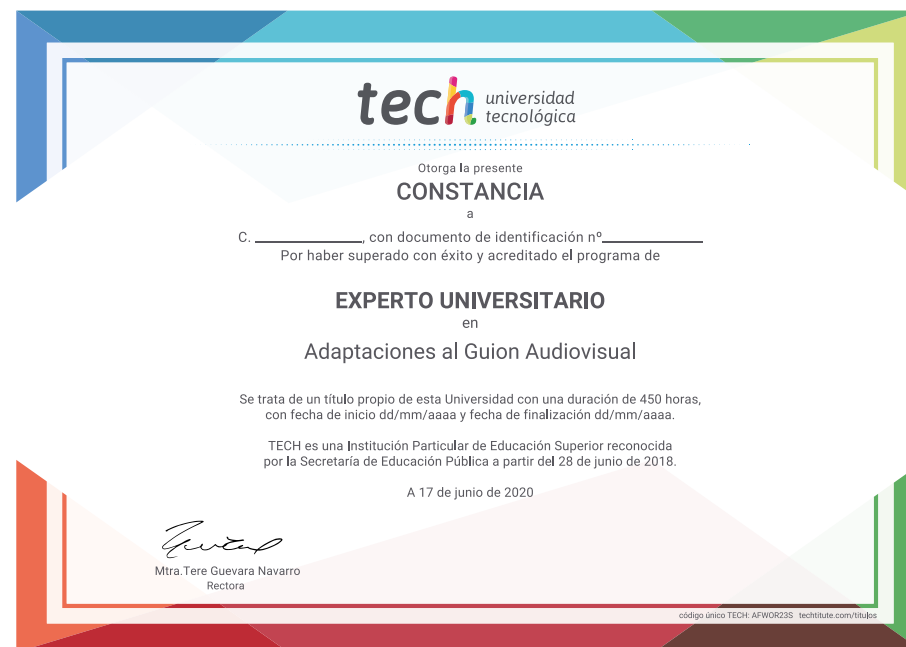 tech universidad
tecnológica
Otorga la presente
CONSTANCIA
a
C. ____________, con documento de identificación nº____________
Por haber superado con éxito y acreditado el programa de
EXPERTO UNIVERSITARIO
en
Adaptaciones al Guion Audiovisual
Se trata de un título propio de esta Universidad con una duración de 450 horas,
con fecha de inicio dd/mm/aaaa y fecha de finalización dd/mm/aaaa.
TECH es una Institución Particular de Educación Superior reconocida
por la Secretaría de Educación Pública a partir del 28 de junio de 2018.
A 17 de junio de 2020
Mtra.Tere Guevara Navarro
Rectora
código único TECH: AFWOR23S techtitute.com/titulos